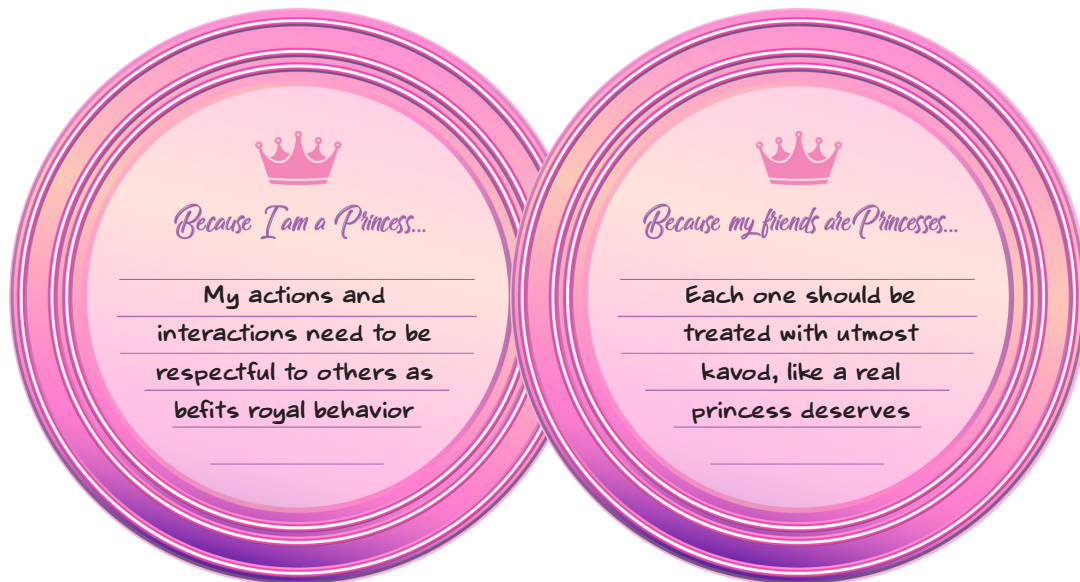 Because I am a Princess...
My actions and
interactions need to be
respectful to others as
befits royal behavior
Because my friends are Princesses...
Each one should be
treated with utmost
kavod, like a real
princess deserves